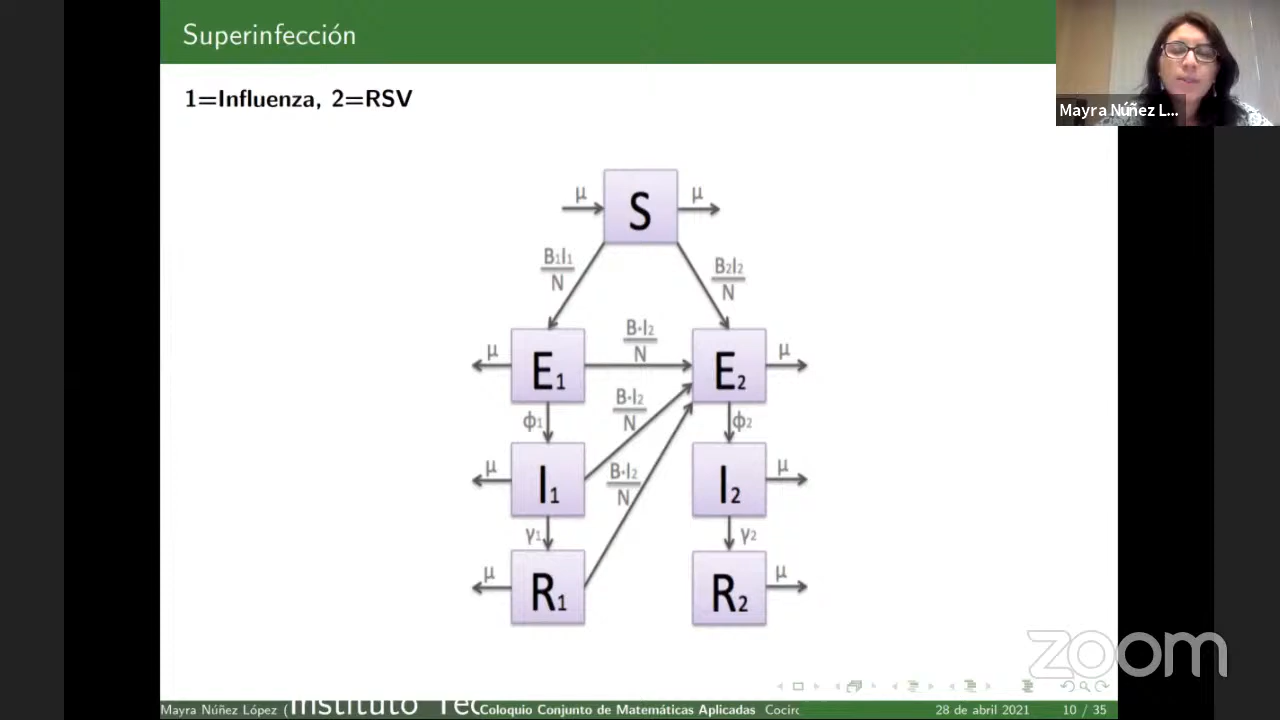 Superinfección
Mayra Núñez L...
1=Influenza, 2=RSV
μ S μ
B1I1
N
B2I2
N
μ E1
B·I2
N
E2 μ
ϕ1
B·I2
N
ϕ2
μ I1 I2 μ
B·I2
N
γ1 γ2
μ R1 R2 μ
zoom
Mayra Núñez López ( Instituto Tec Coloquio Conjunto de Matemáticas Aplicadas 28 de abril 2021 10 / 35